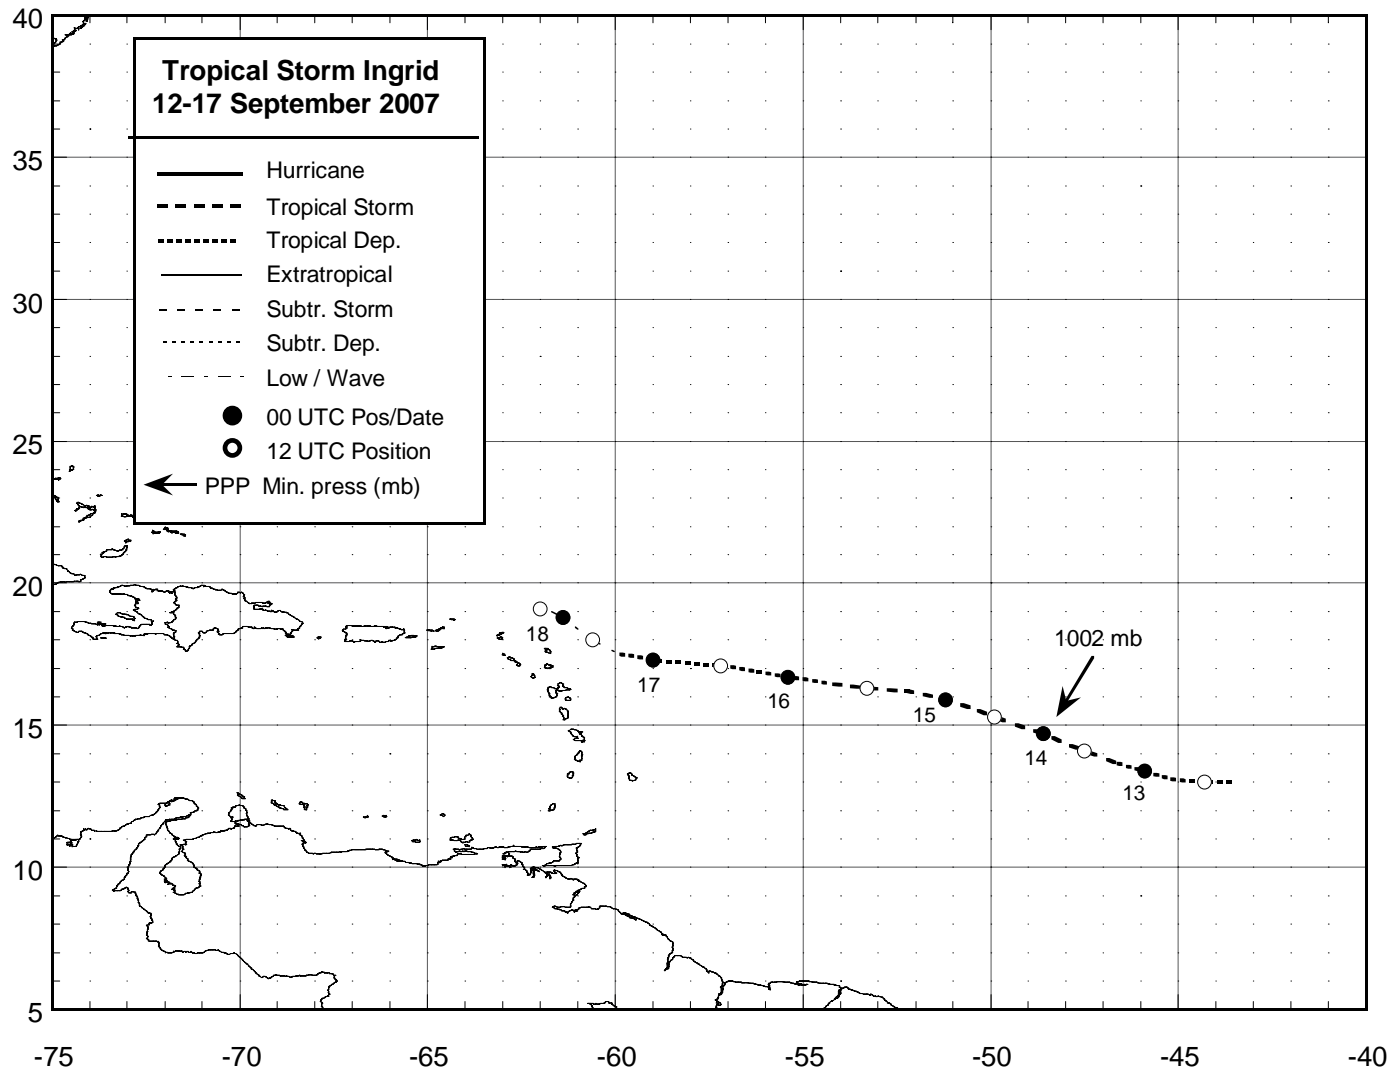 Tropical Storm Ingrid
12-17 September 2007
Hurricane
Tropical Storm
Tropical Dep.
Extratropical
Subtr. Storm
Subtr. Dep.
Low / Wave
00 UTC Pos/Date
12 UTC Position
PPP Min. press (mb)
40
35
30
25
20
15
10
5
18
17
16
15
14
13
1002 mb
-75 -70 -65 -60 -55 -50 -45 -40